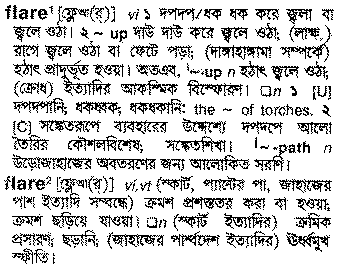 flare¹ [ফ্লেআ(র্)] vi ১ দপদপ/ধক ধক করে জ্বলা বা
জ্বলে ওঠা। ২ ~ up দাউ দাউ করে জ্বলে ওঠা, (লাক্ষ.)
রাগে জ্বলে ওঠা বা ফেটে পড়া; (দাঙ্গাহাঙ্গামা সম্পর্কে)
হঠাৎ প্রাদুর্ভূত হওয়া। অতএব, ˈ~-up n হঠাৎ জ্বলে ওঠা,
(ক্রোধ) ইত্যাদির আকস্মিক বিস্ফোরণ। □n ১ [U]
দপদপানি; ধকধবক; ধকধকানি: the ~ of torches. ২
[C] সঙ্কেতরূপে ব্যবহারের উদ্দেশ্যে দপদপে আলো
তৈরির কৌশলবিশেষ; সঙ্কেতশিখা। ˈ~-path n
উড়োজাহাজের অবতরণের জন্য আলোকিত সরণি।
flare² [ফ্লেআ(র্)] vi,vt (স্কার্ট, প্যান্টের পা, জাহাজের
পাশ ইত্যাদি সম্বন্ধে) ক্রমশ প্রশস্ততর করা বা হওয়া;
ক্রমশ ছড়িয়ে যাওয়া। □n (স্কার্ট ইত্যাদির) ক্রমিক
প্রসারণ; ছড়ানি; (জাহাজের পার্শ্বদেশ ইত্যাদির) ঊর্ধ্বমুখ
স্ফীতি।